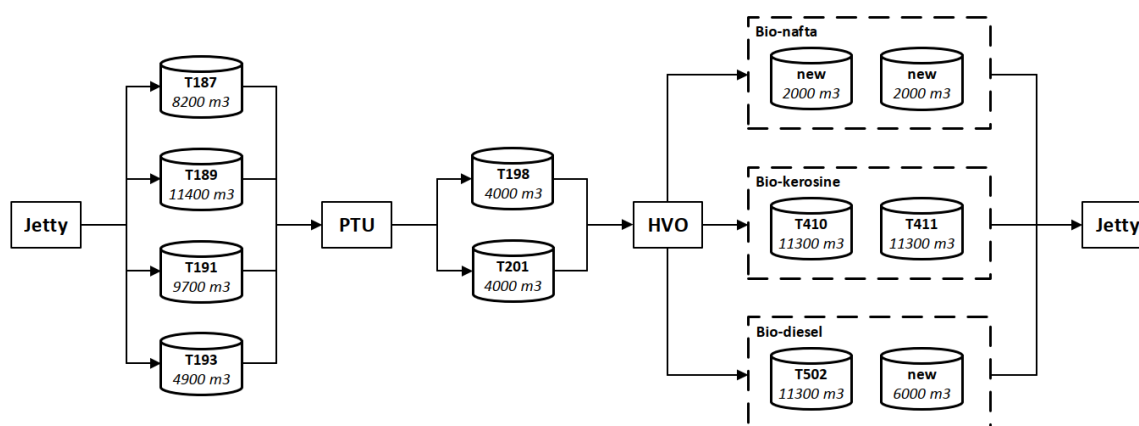 Bio-nafta
new
2000 m3
new
2000 m3
T187
8200 m3
T189
11400 m3
T191
9700 m3
T193
4900 m3
Jetty
PTU
T198
4000 m3
T201
4000 m3
HVO
Bio-kerosine
T410
11300 m3
T411
11300 m3
Jetty
Bio-diesel
T502
11300 m3
new
6000 m3